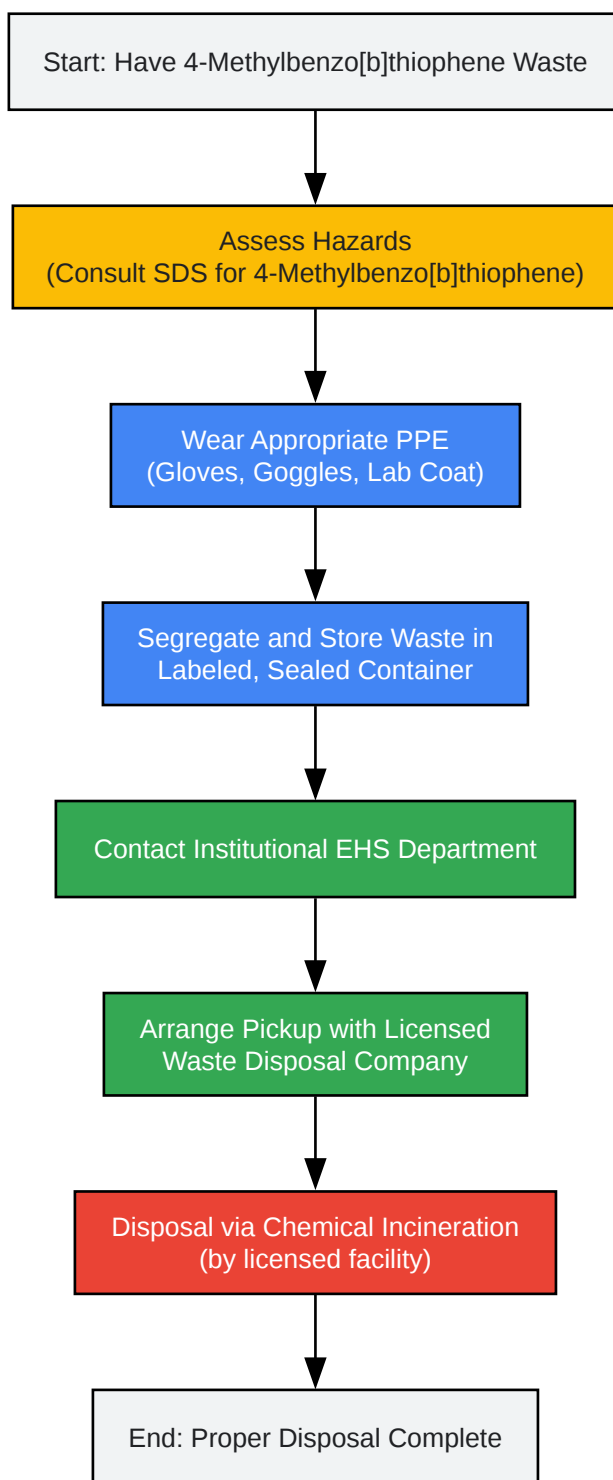 Start: Have 4-Methylbenzo[b]thiophene Waste
Assess Hazards
(Consult SDS for 4-Methylbenzo[b]thiophene)
Wear Appropriate PPE
(Gloves, Goggles, Lab Coat)
Segregate and Store Waste in
Labeled, Sealed Container
Contact Institutional EHS Department
Arrange Pickup with Licensed
Waste Disposal Company
Disposal via Chemical Incineration
(by licensed facility)
End: Proper Disposal Complete